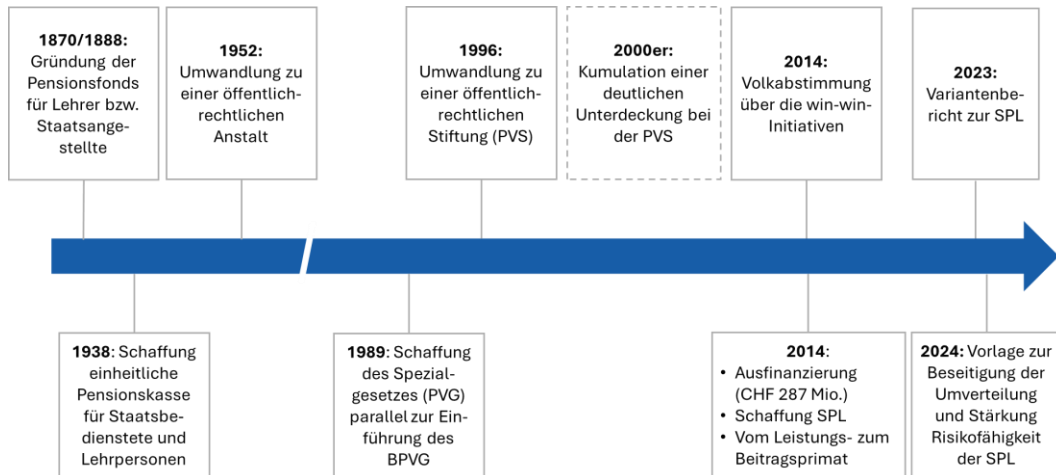 1870/1888:
Gründung der
Pensionsfonds
für Lehrer bzw.
Staatsange-
stellte
1952:
Umwandlung zu
einer öffentlich-
rechtlichen
Anstalt
1996:
Umwandlung zu
einer öffentlich-
rechtlichen
Stiftung (PVS)
2000er:
Kumulation einer
deutlichen
Unterdeckung bei
der PVS
2014:
Volkabstimmung
über die win-win-
Initiativen
2023:
Variantenbe-
richt zur SPL
1938: Schaffung
einheitliche
Pensionskasse
für Staatsbe-
dienstete und
Lehrpersonen
1989: Schaffung
des Spezial-
gesetzes (PVG)
parallel zur Ein-
führung des
BPVG
2014:
• Ausfinanzierung
(CHF 287 Mio.)
• Schaffung SPL
• Vom Leistungs- zum
Beitragsprimat
2024: Vorlage zur
Beseitigung der
Umverteilung
und Stärkung
Risikofähigkeit
der SPL